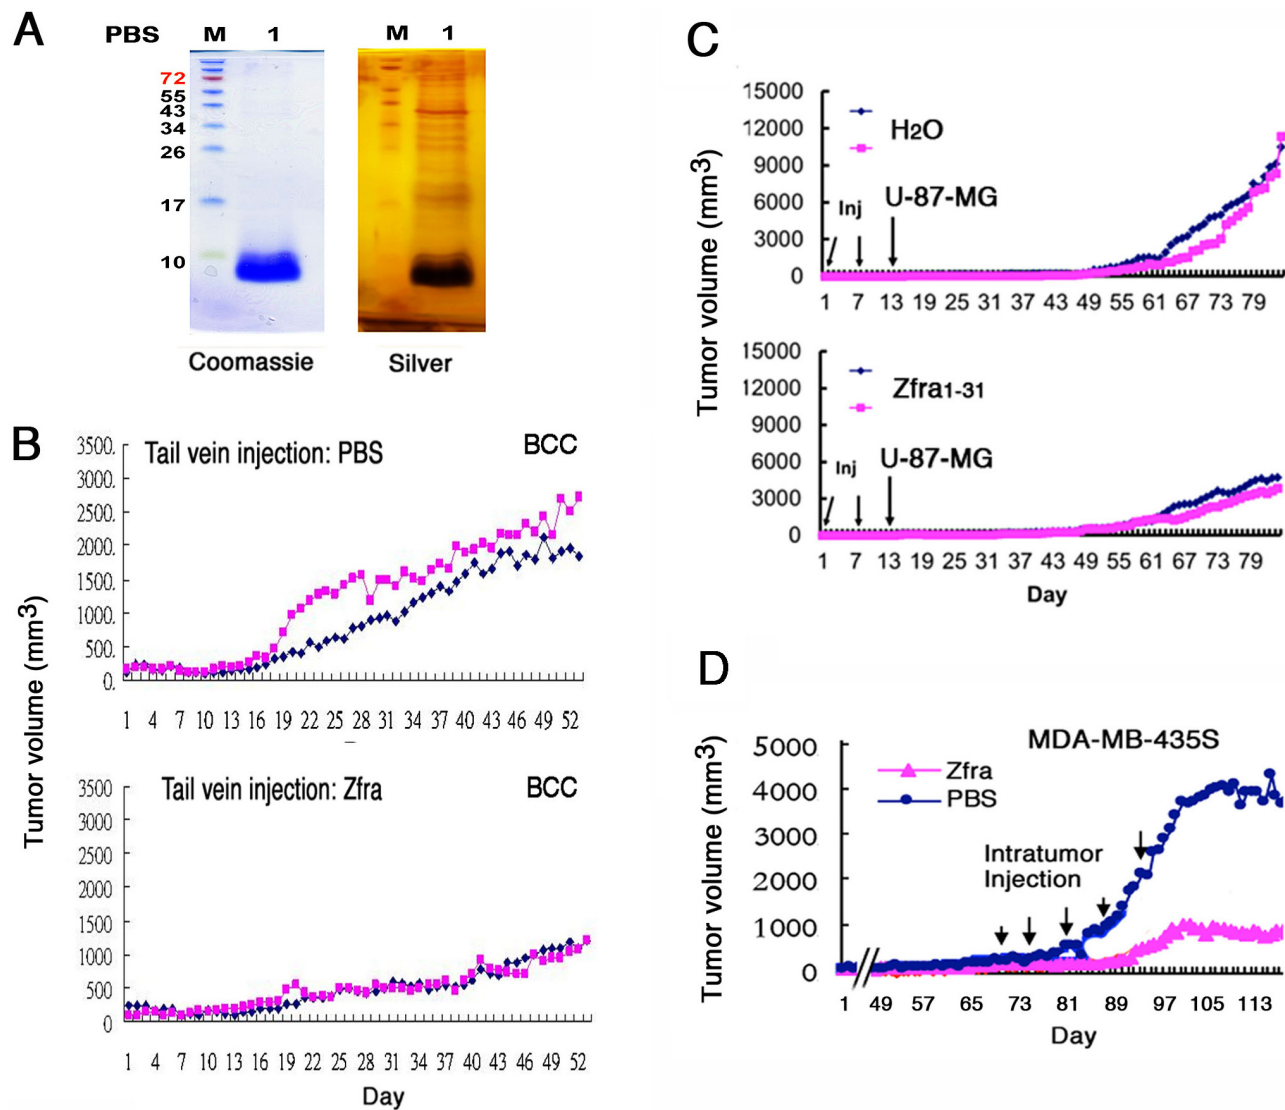 A
PBS M 1 M 1
72
55
43
34
26
17
10
Coomassie Silver
B
Tumor volume (mm3)
3500.
3000.
2500.
2000.
1500.
1000.
500.
0.
Tail vein injection: PBS BCC
1 4 7 10 13 16 19 22 25 28 31 34 37 40 43 46 49 52
3500
3000
2500
2000
1500
1000
500
0
Tail vein injection: Zfra BCC
1 4 7 10 13 16 19 22 25 28 31 34 37 40 43 46 49 52
Day
C
Tumor volume (mm3)
15000
12000
9000
6000
3000
0
H2O
Inj U-87-MG
1 7 13 19 25 31 37 43 49 55 61 67 73 79
15000
12000
9000
6000
3000
0
Zfra1-31
Inj U-87-MG
1 7 13 19 25 31 37 43 49 55 61 67 73 79
Day
D
Tumor volume (mm3)
5000
4000
3000
2000
1000
0
MDA-MB-435S
Zfra
PBS
Intratumor
Injection
1 49 57 65 73 81 89 97 105 113
Day